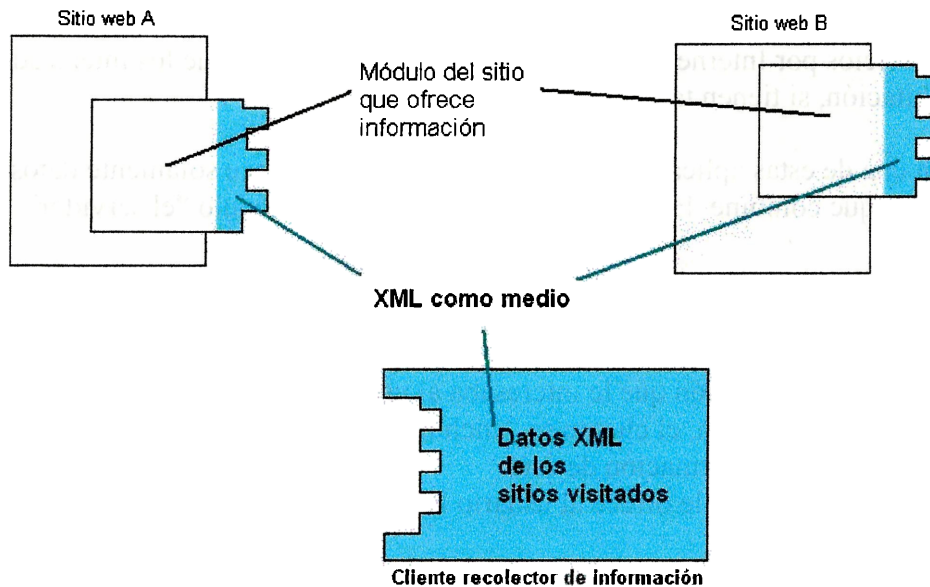 Sitio web A
Sitio web B
Módulo del sitio
que ofrece
información
XML como medio
Datos XML
de los
sitios visitados
Cliente recolector de información